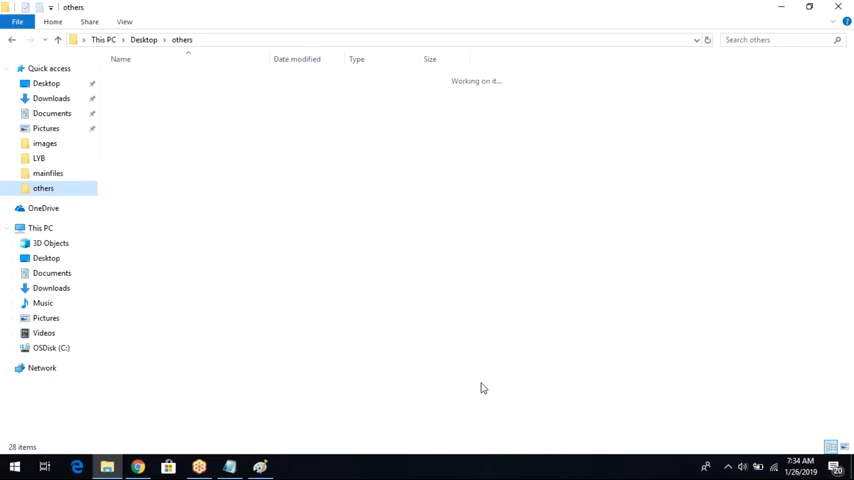 others
File
Home
Share
View
This PC
Desktop
others
Search others
Name
Date modified
Type
Size
Working on it...
Quick access
Desktop
Downloads
Documents
Pictures
images
LYB
mainfiles
others
OneDrive
This PC
3D Objects
Desktop
Documents
Downloads
Music
Pictures
Videos
OSDisk (C:)
Network
28 items
7:34 AM
1/26/2019
20